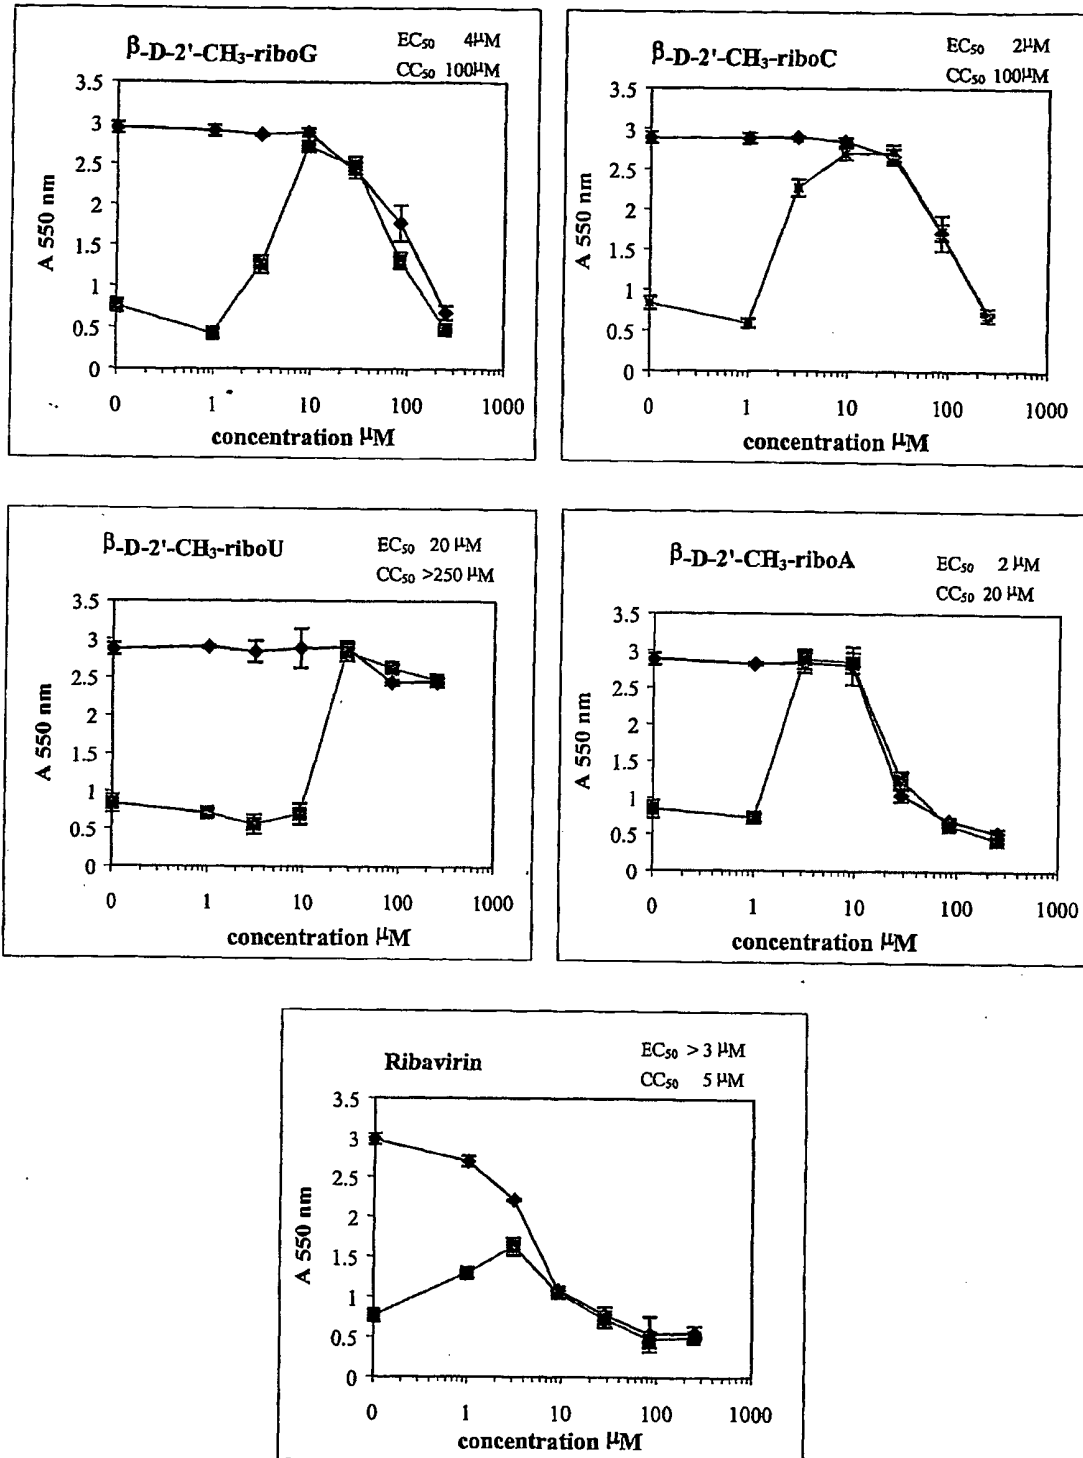 β-D-2'-CH₃-riboG
EC₅₀ 4μM
CC₅₀ 100μM
3.5
3
2.5
2
1.5
1
0.5
0
A 550 nm
0 1 10 100 1000
concentration μM
β-D-2'-CH₃-riboC
EC₅₀ 2μM
CC₅₀ 100μM
3.5
3
2.5
2
1.5
1
0.5
0
A 550 nm
0 1 10 100 1000
concentration μM
β-D-2'-CH₃-riboU
EC₅₀ 20 μM
CC₅₀ >250 μM
3.5
3
2.5
2
1.5
1
0.5
0
A 550 nm
0 1 10 100 1000
concentration μM
β-D-2'-CH₃-riboA
EC₅₀ 2 μM
CC₅₀ 20 μM
3.5
3
2.5
2
1.5
1
0.5
0
A 550 nm
0 1 10 100 1000
concentration μM
Ribavirin
EC₅₀ > 3 μM
CC₅₀ 5 μM
3.5
3
2.5
2
1.5
1
0.5
0
A 550 nm
0 1 10 100 1000
concentration μM